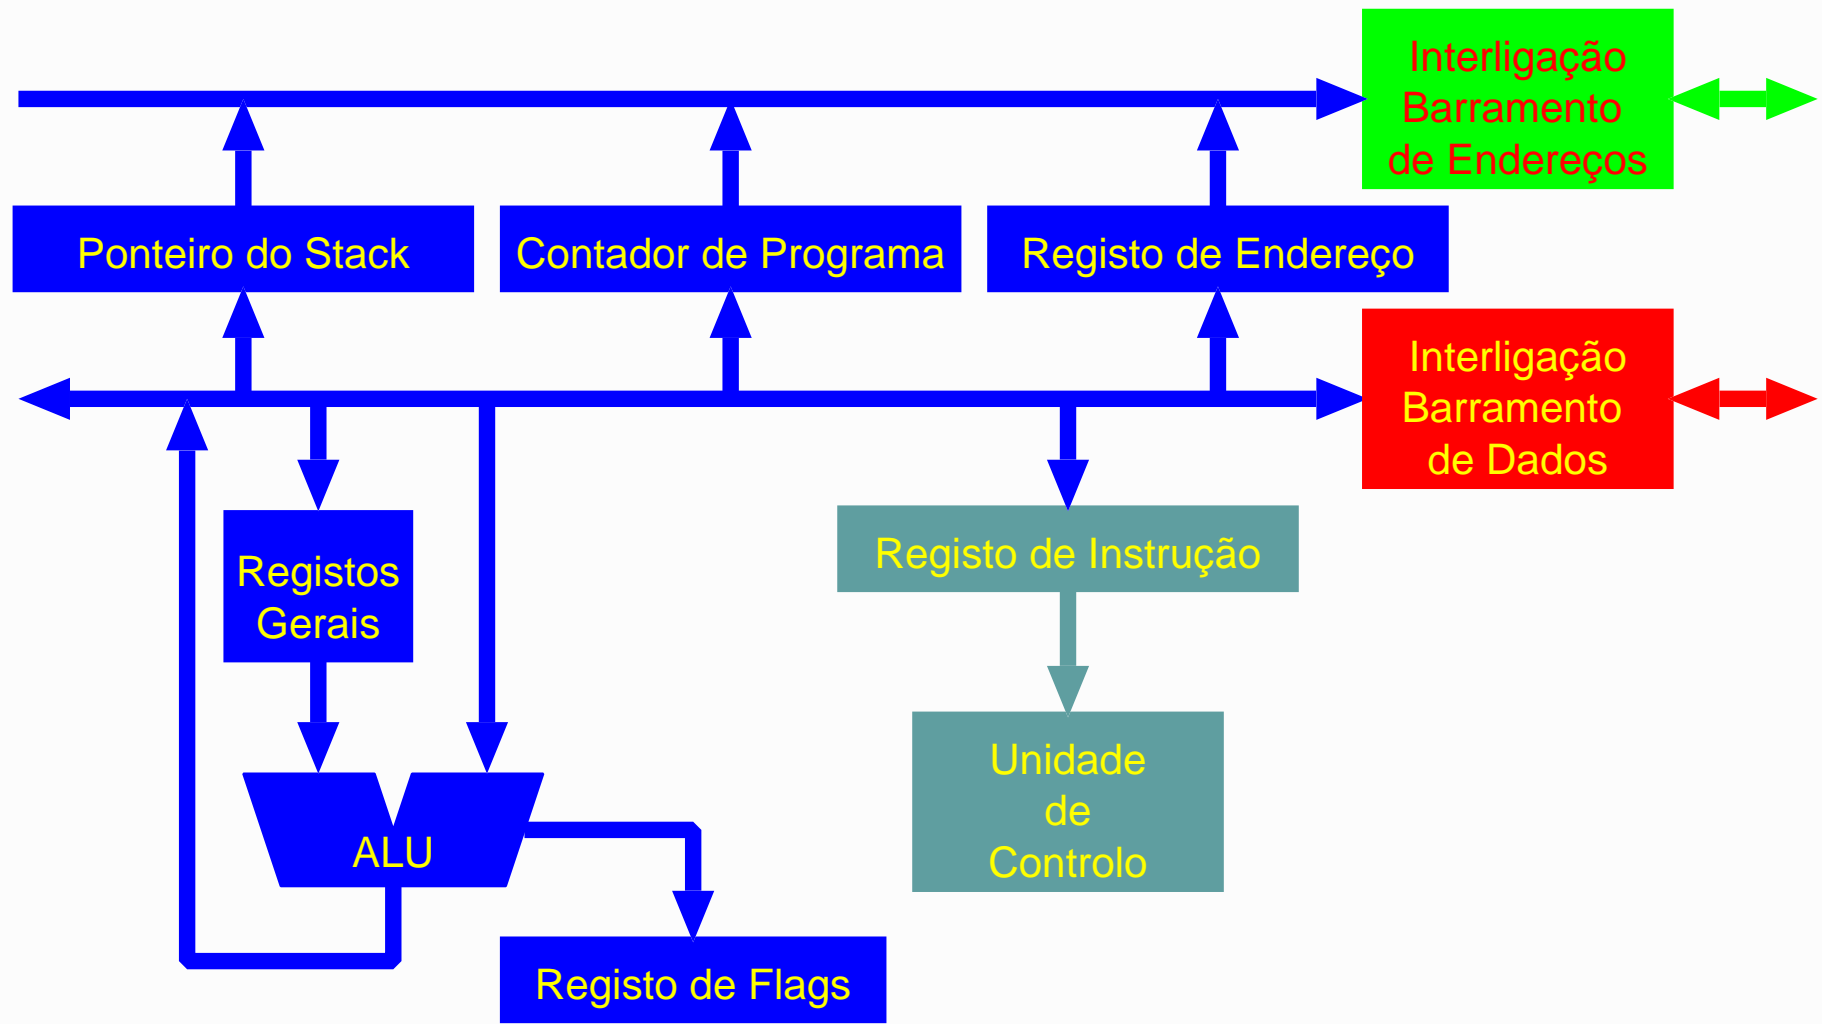 Interligação
Barramento
de Endereços
Ponteiro do Stack
Contador de Programa
Registo de Endereço
Interligação
Barramento
de Dados
Registos
Gerais
Registo de Instrução
Unidade
de
Controlo
ALU
Registo de Flags